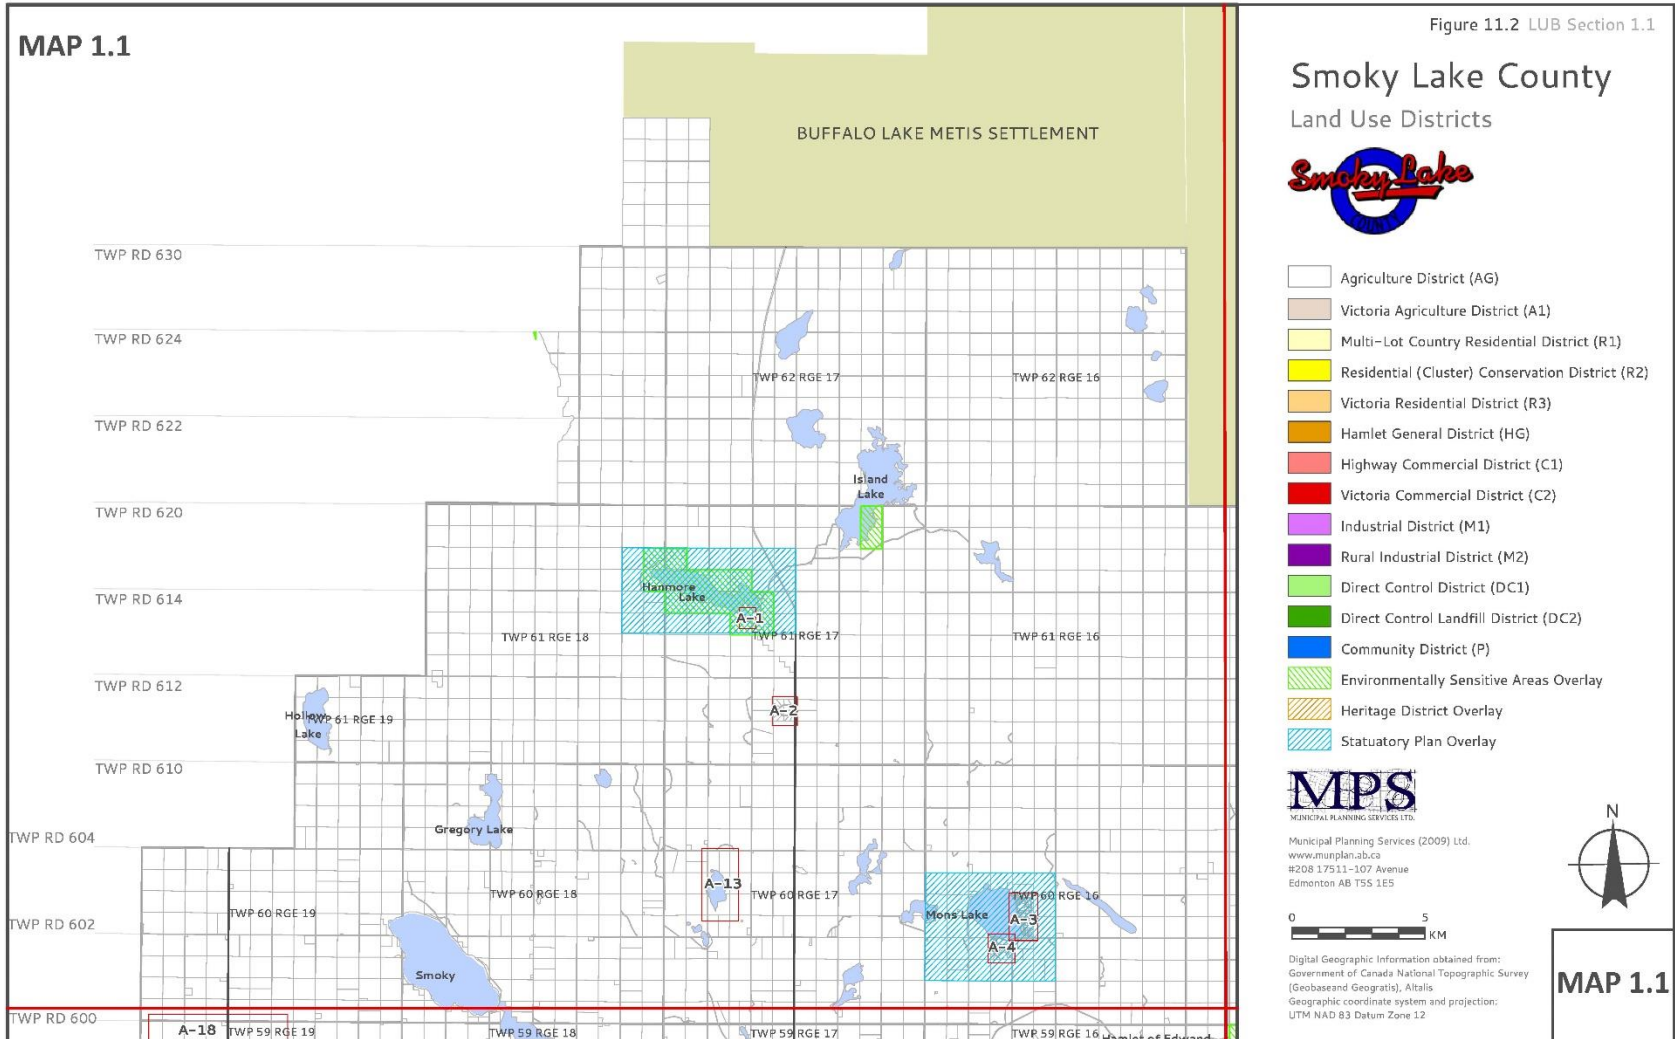 MAP 1.1
Figure 11.2 LUB Section 1.1
Smoky Lake County
Land Use Districts
Smoky Lake
COUNTY
Agriculture District (AG)
Victoria Agriculture District (A1)
Multi-Lot Country Residential District (R1)
Residential (Cluster) Conservation District (R2)
Victoria Residential District (R3)
Hamlet General District (HG)
Highway Commercial District (C1)
Victoria Commercial District (C2)
Industrial District (M1)
Rural Industrial District (M2)
Direct Control District (DC1)
Direct Control Landfill District (DC2)
Community District (P)
Environmentally Sensitive Areas Overlay
Heritage District Overlay
Statuatory Plan Overlay
MPS
MUNICIPAL PLANNING SERVICES LTD.
Municipal Planning Services (2009) Ltd.
www.munplan.ab.ca
#208 17511-107 Avenue
Edmonton AB T5S 1E5
N
0 5
KM
Digital Geographic Information obtained from:
Government of Canada National Topographic Survey
(Geobaseand Geogratis), Altalis
Geographic coordinate system and projection:
UTM NAD 83 Datum Zone 12
MAP 1.1
BUFFALO LAKE METIS SETTLEMENT
TWP RD 630
TWP RD 624
TWP 62 RGE 17
TWP 62 RGE 16
TWP RD 622
Island
Lake
TWP RD 620
Hanmore
Lake
TWP RD 614
A-1
TWP 61 RGE 18
TWP 61 RGE 17
TWP 61 RGE 16
TWP RD 612
A-2
Hollow
Lake
TWP 61 RGE 19
TWP RD 610
Gregory Lake
TWP RD 604
A-13
TWP 60 RGE 18
TWP 60 RGE 17
TWP 60 RGE 16
TWP 60 RGE 19
Mons Lake
A-3
TWP RD 602
A-4
Smoky
TWP RD 600
A-18
TWP 59 RGE 19
TWP 59 RGE 18
TWP 59 RGE 17
TWP 59 RGE 16
Hamlet of Edwand